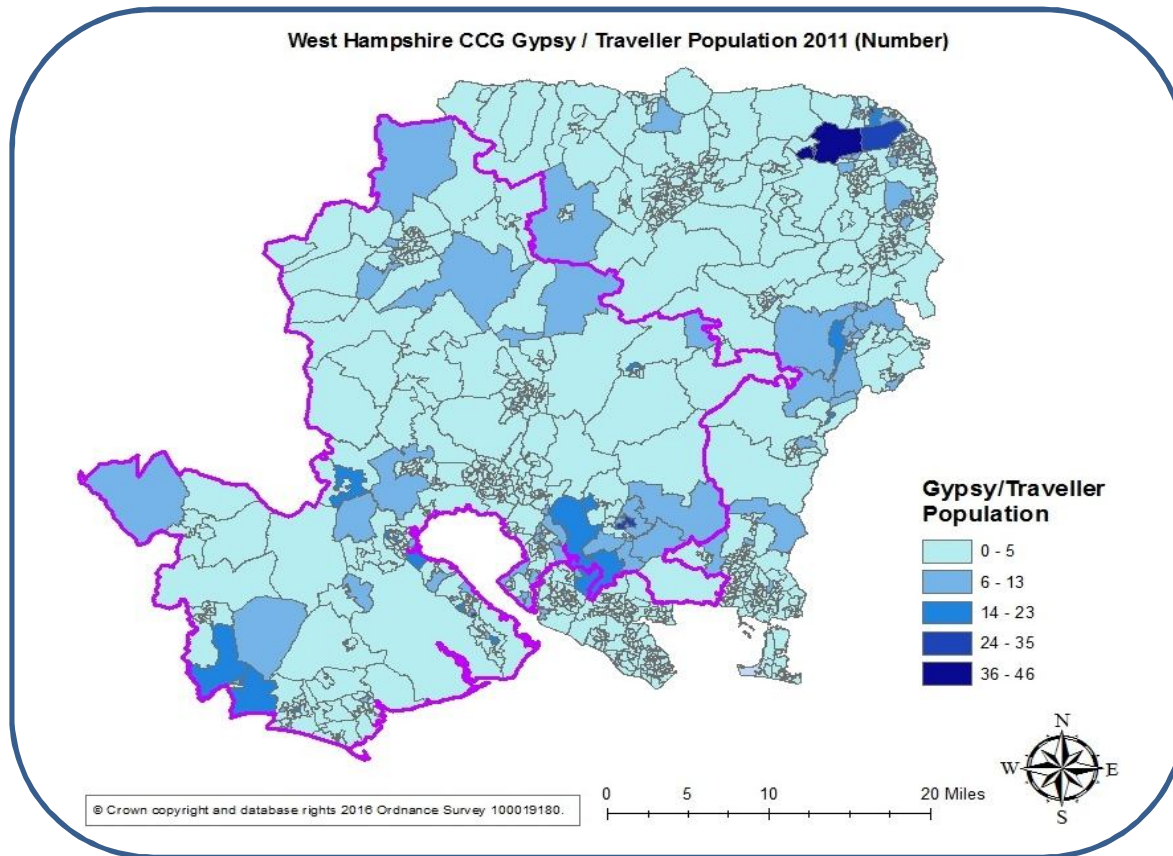 West Hampshire CCG Gypsy / Traveller Population 2011 (Number)
Gypsy/Traveller
Population
0 - 5
6 - 13
14 - 23
24 - 35
36 - 46
N
W E
S
0 5 10 20 Miles
© Crown copyright and database rights 2016 Ordnance Survey 100019180.